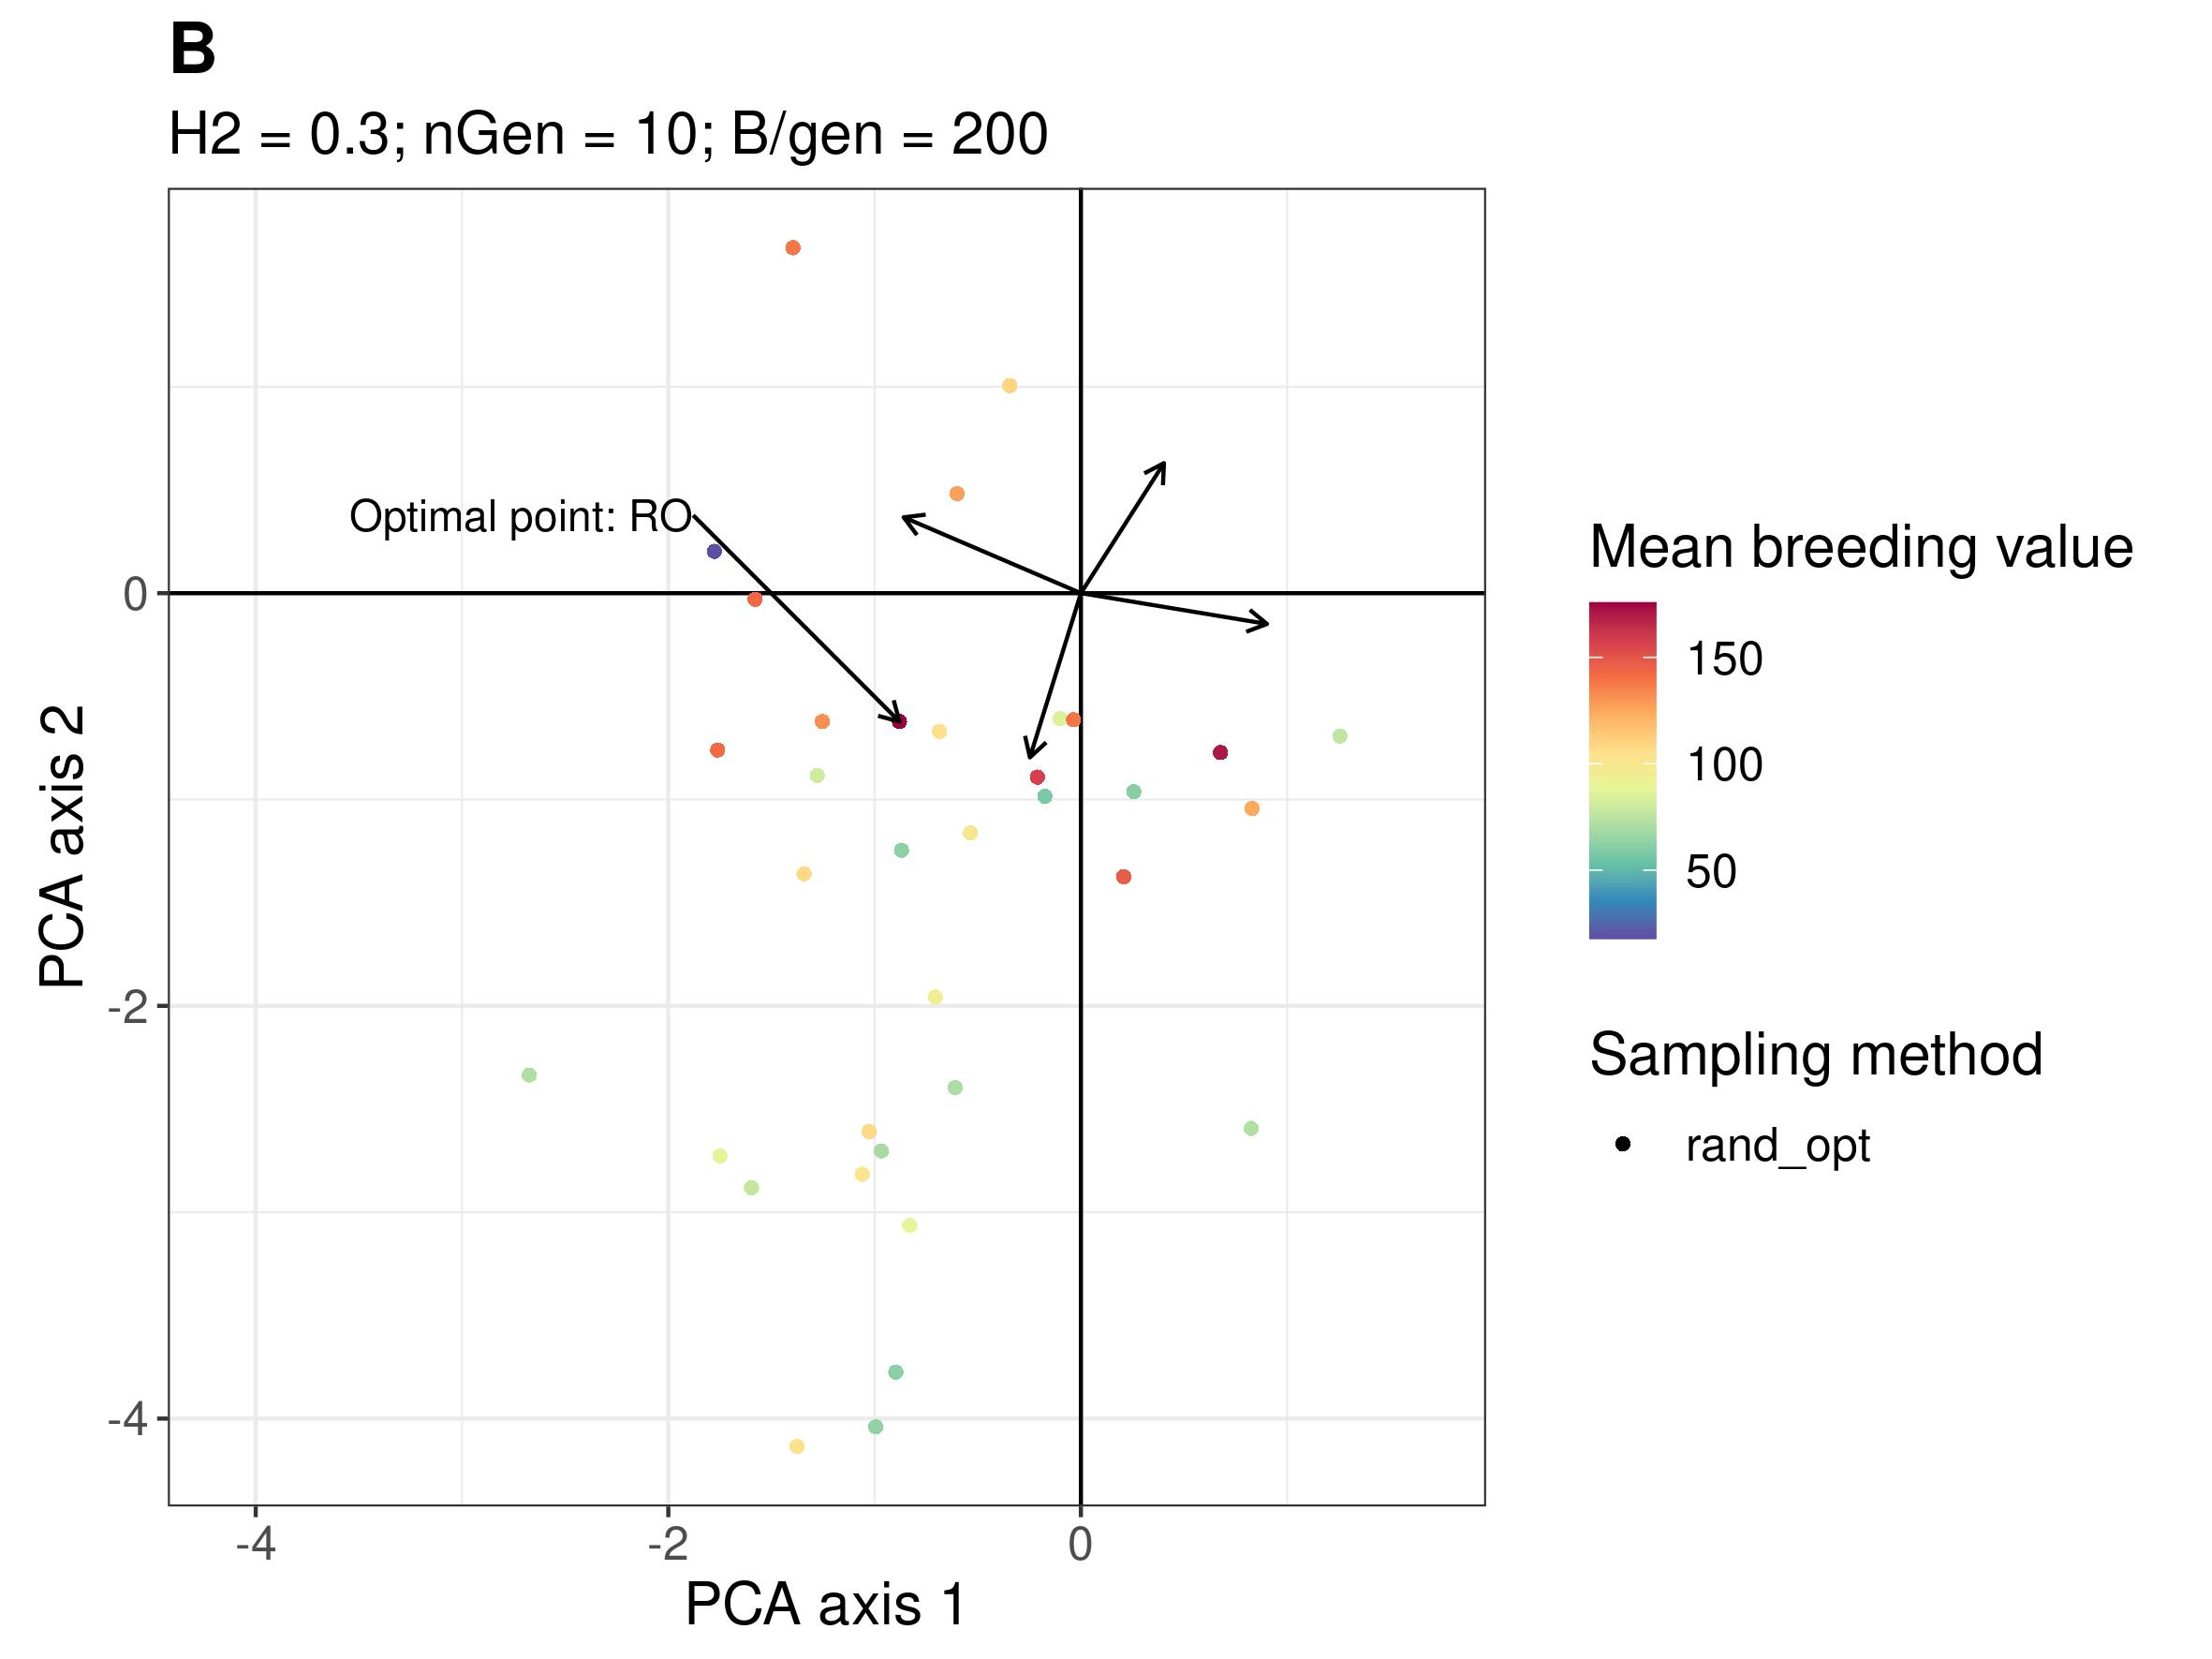 B
H2 = 0.3; nGen = 10; B/gen = 200
Optimal point: RO
0
-2
-4
PCA axis 2
-4
-2
0
PCA axis 1
Mean breeding value
150
100
50
Sampling method
rand_opt